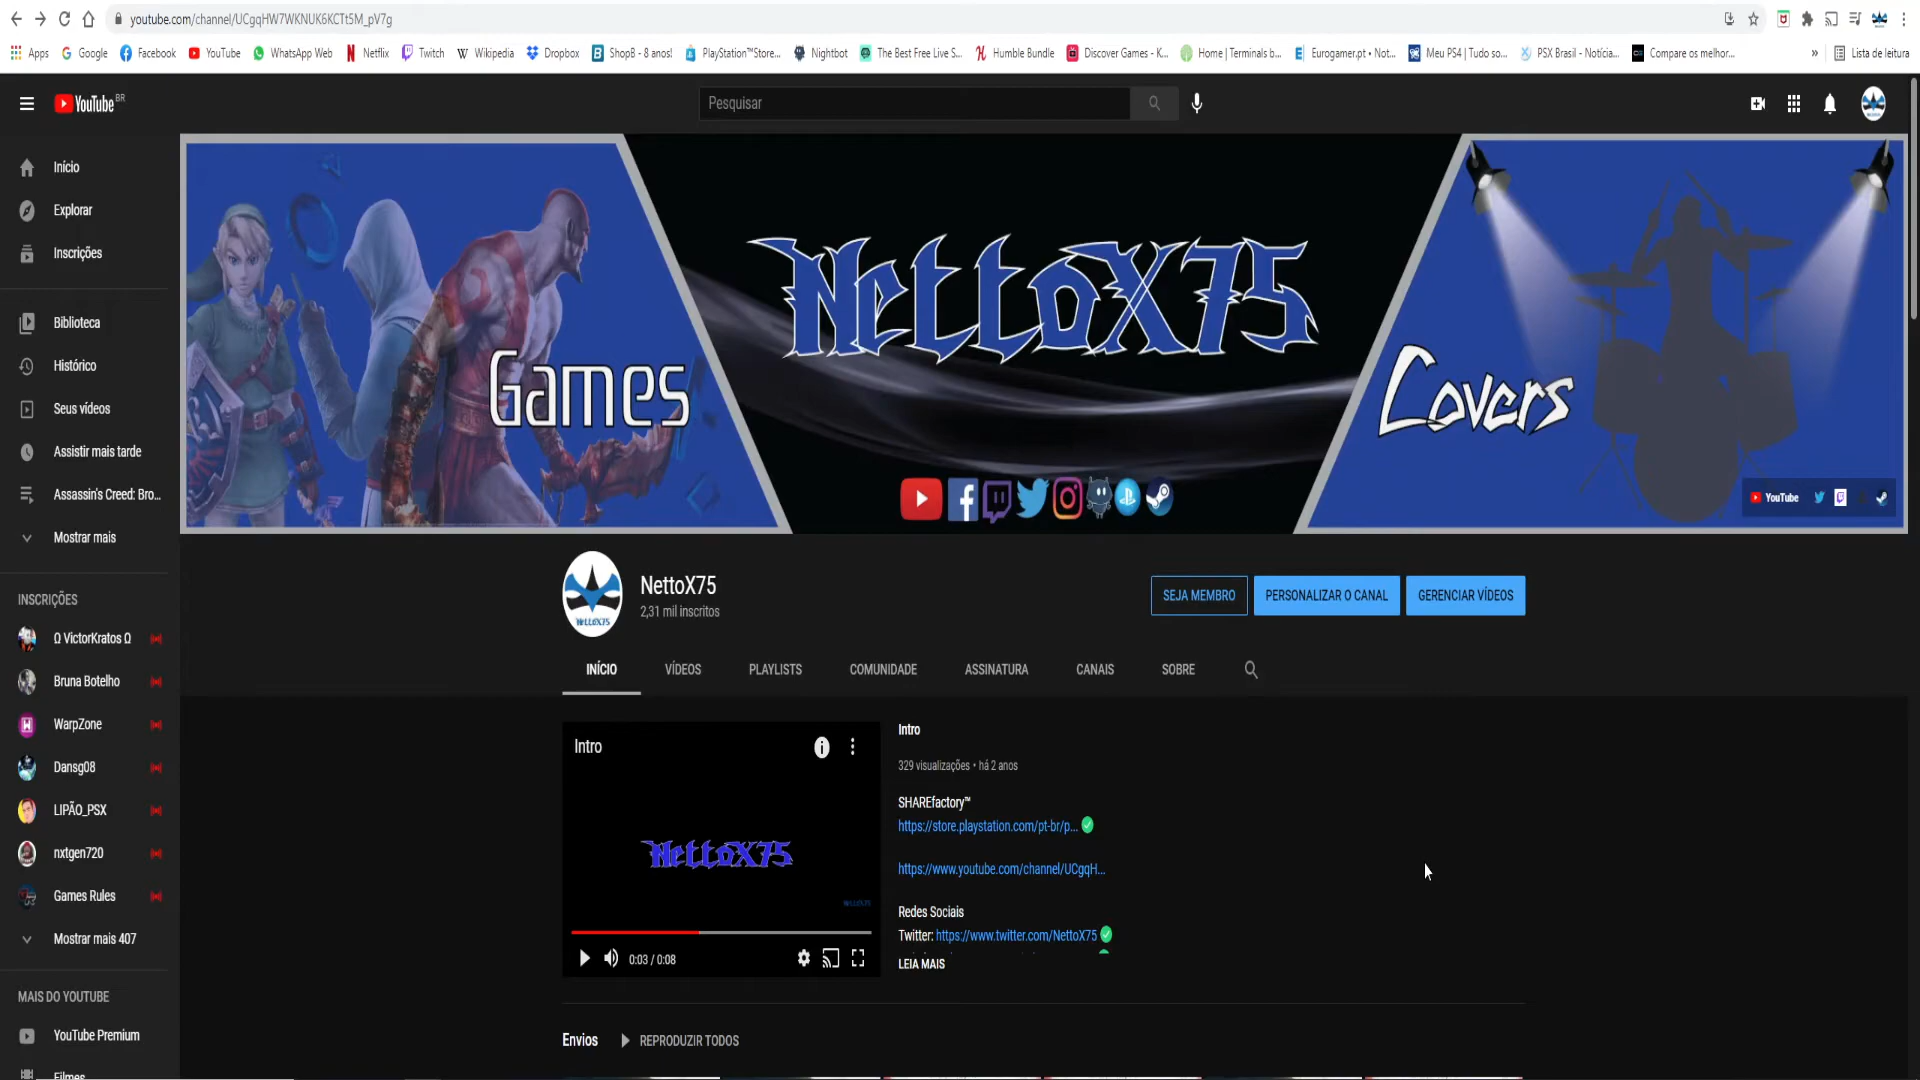 youtube.com/channel/UCgqHW7WKNUK6KCTt5M_pV7g
Apps Google Facebook YouTube WhatsApp Web Netflix Twitch Wikipedia Dropbox ShopB - 8 anos! PlayStation™Store... Nightbot The Best Free Live S... Humble Bundle Discover Games - K... Home | Terminals b... Eurogamer.pt • Not... Meu PS4 | Tudo so... PSX Brasil - Notícia... Compare os melhor... » Lista de leitura
YouTube BR
Pesquisar
Início
Explorar
Inscrições
Biblioteca
Histórico
Seus vídeos
Assistir mais tarde
Assassin's Creed: Bro...
Mostrar mais
INSCRIÇÕES
Ω VictorKratos Ω
Bruna Botelho
WarpZone
Dansg08
LIPÃO_PSX
nxtgen720
Games Rules
Mostrar mais 407
MAIS DO YOUTUBE
YouTube Premium
Filmes
Games
NettoX75
Covers
YouTube
NettoX75
NettoX75
2,31 mil inscritos
SEJA MEMBRO PERSONALIZAR O CANAL GERENCIAR VÍDEOS
INÍCIO VÍDEOS PLAYLISTS COMUNIDADE ASSINATURA CANAIS SOBRE
Intro
NettoX75
NettoX75
0:03 / 0:08
Intro
329 visualizações • há 2 anos
SHAREfactory™
https://store.playstation.com/pt-br/p...
https://www.youtube.com/channel/UCgqH...
Redes Sociais
Twitter: https://www.twitter.com/NettoX75
LEIA MAIS
Envios REPRODUZIR TODOS